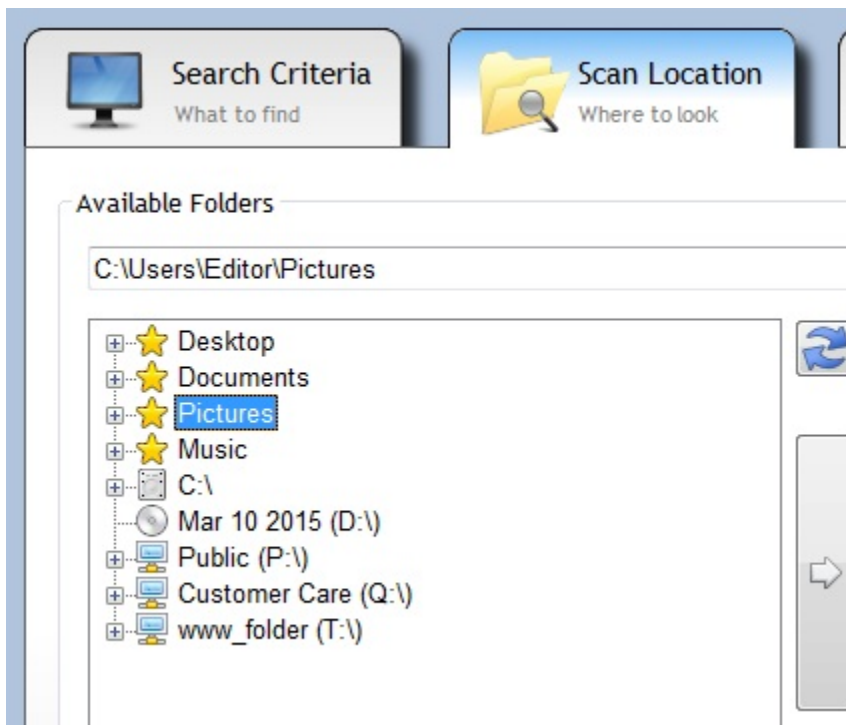 Search Criteria
What to find
Scan Location
Where to look
Available Folders
C:\Users\Editor\Pictures
Desktop
Documents
Pictures
Music
C:\
Mar 10 2015 (D:\)
Public (P:\)
Customer Care (Q:\)
www_folder (T:\)